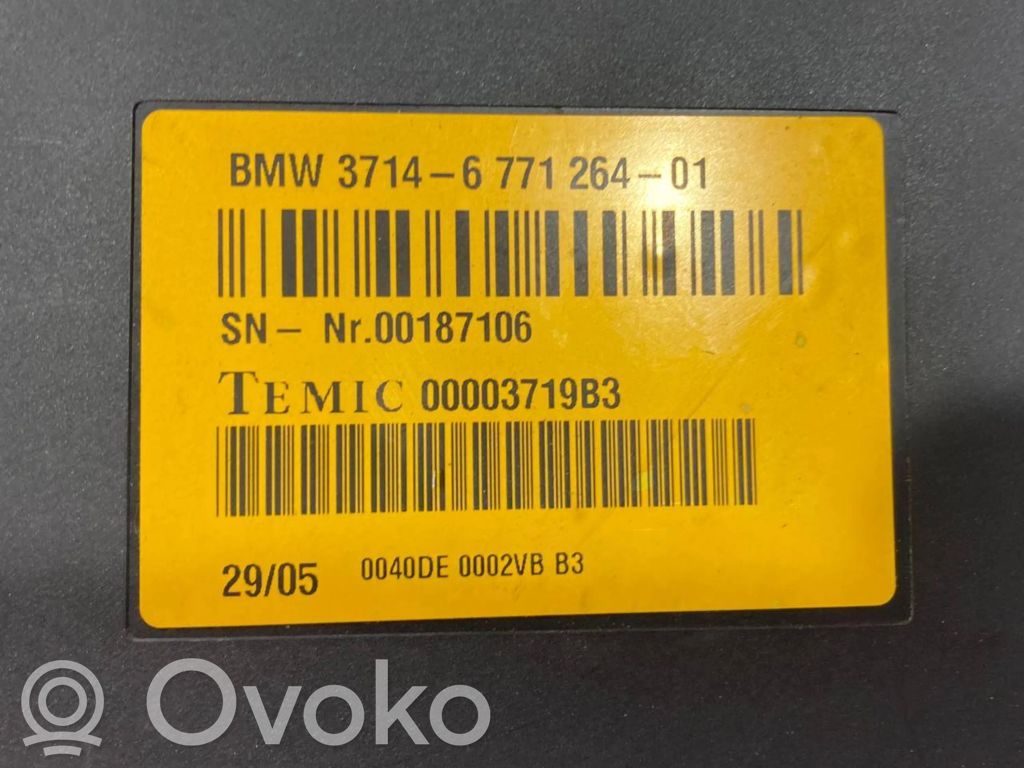 BMW 3714-6 771 264-01
SN- Nr.00187106
TEMIC 00003719B3
29/05 0040DE 0002VB B3
Ovoko